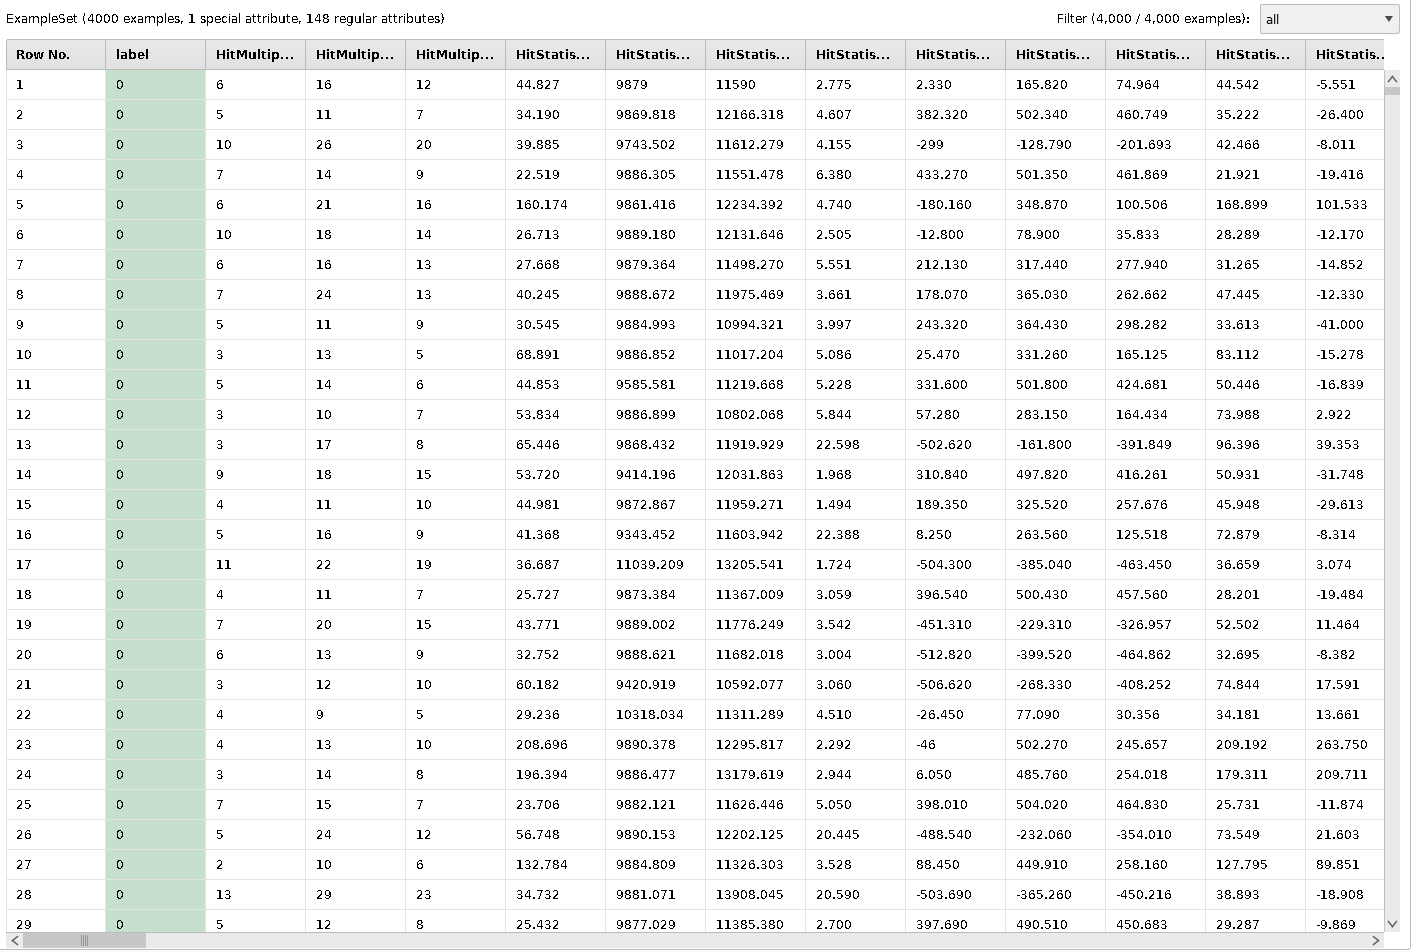 ExampleSet (4000 examples, 1 special attribute, 148 regular attributes) Filter (4,000 / 4,000 examples): all
Row No. label HitMultip... HitMultip... HitMultip... HitStatis... HitStatis... HitStatis... HitStatis... HitStatis... HitStatis... HitStatis... HitStatis... HitStatis...
1 0 6 16 12 44.827 9879 11590 2.775 2.330 165.820 74.964 44.542 -5.551
2 0 5 11 7 34.190 9869.818 12166.318 4.607 382.320 502.340 460.749 35.222 -26.400
3 0 10 26 20 39.885 9743.502 11612.279 4.155 -299 -128.790 -201.693 42.466 -8.011
4 0 7 14 9 22.519 9886.305 11551.478 6.380 433.270 501.350 461.869 21.921 -19.416
5 0 6 21 16 160.174 9861.416 12234.392 4.740 -180.160 348.870 100.506 168.899 101.533
6 0 10 18 14 26.713 9889.180 12131.646 2.505 -12.800 78.900 35.833 28.289 -12.170
7 0 6 16 13 27.668 9879.364 11498.270 5.551 212.130 317.440 277.940 31.265 -14.852
8 0 7 24 13 40.245 9888.672 11975.469 3.661 178.070 365.030 262.662 47.445 -12.330
9 0 5 11 9 30.545 9884.993 10994.321 3.997 243.320 364.430 298.282 33.613 -41.000
10 0 3 13 5 68.891 9886.852 11017.204 5.086 25.470 331.260 165.125 83.112 -15.278
11 0 5 14 6 44.853 9585.581 11219.668 5.228 331.600 501.800 424.681 50.446 -16.839
12 0 3 10 7 53.834 9886.899 10802.068 5.844 57.280 283.150 164.434 73.988 2.922
13 0 3 17 8 65.446 9868.432 11919.929 22.598 -502.620 -161.800 -391.849 96.396 39.353
14 0 9 18 15 53.720 9414.196 12031.863 1.968 310.840 497.820 416.261 50.931 -31.748
15 0 4 11 10 44.981 9872.867 11959.271 1.494 189.350 325.520 257.676 45.948 -29.613
16 0 5 16 9 41.368 9343.452 11603.942 22.388 8.250 263.560 125.518 72.879 -8.314
17 0 11 22 19 36.687 11039.209 13205.541 1.724 -504.300 -385.040 -463.450 36.659 3.074
18 0 4 11 7 25.727 9873.384 11367.009 3.059 396.540 500.430 457.560 28.201 -19.484
19 0 7 20 15 43.771 9889.002 11776.249 3.542 -451.310 -229.310 -326.957 52.502 11.464
20 0 6 13 9 32.752 9888.621 11682.018 3.004 -512.820 -399.520 -464.862 32.695 -8.382
21 0 3 12 10 60.182 9420.919 10592.077 3.060 -506.620 -268.330 -408.252 74.844 17.591
22 0 4 9 5 29.236 10318.034 11311.289 4.510 -26.450 77.090 30.356 34.181 13.661
23 0 4 13 10 208.696 9890.378 12295.817 2.292 -46 502.270 245.657 209.192 263.750
24 0 3 14 8 196.394 9886.477 13179.619 2.944 6.050 485.760 254.018 179.311 209.711
25 0 7 15 7 23.706 9882.121 11626.446 5.050 398.010 504.020 464.830 25.731 -11.874
26 0 5 24 12 56.748 9890.153 12202.125 20.445 -488.540 -232.060 -354.010 73.549 21.603
27 0 2 10 6 132.784 9884.809 11326.303 3.528 88.450 449.910 258.160 127.795 89.851
28 0 13 29 23 34.732 9881.071 13908.045 20.590 -503.690 -365.260 -450.216 38.893 -18.908
29 0 5 12 8 25.432 9877.029 11385.380 2.700 397.690 490.510 450.683 29.287 -9.869